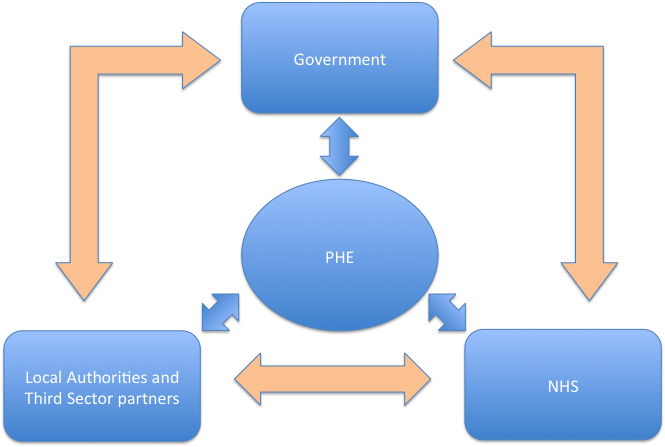 Government
PHE
Local Authorities and
Third Sector partners
NHS